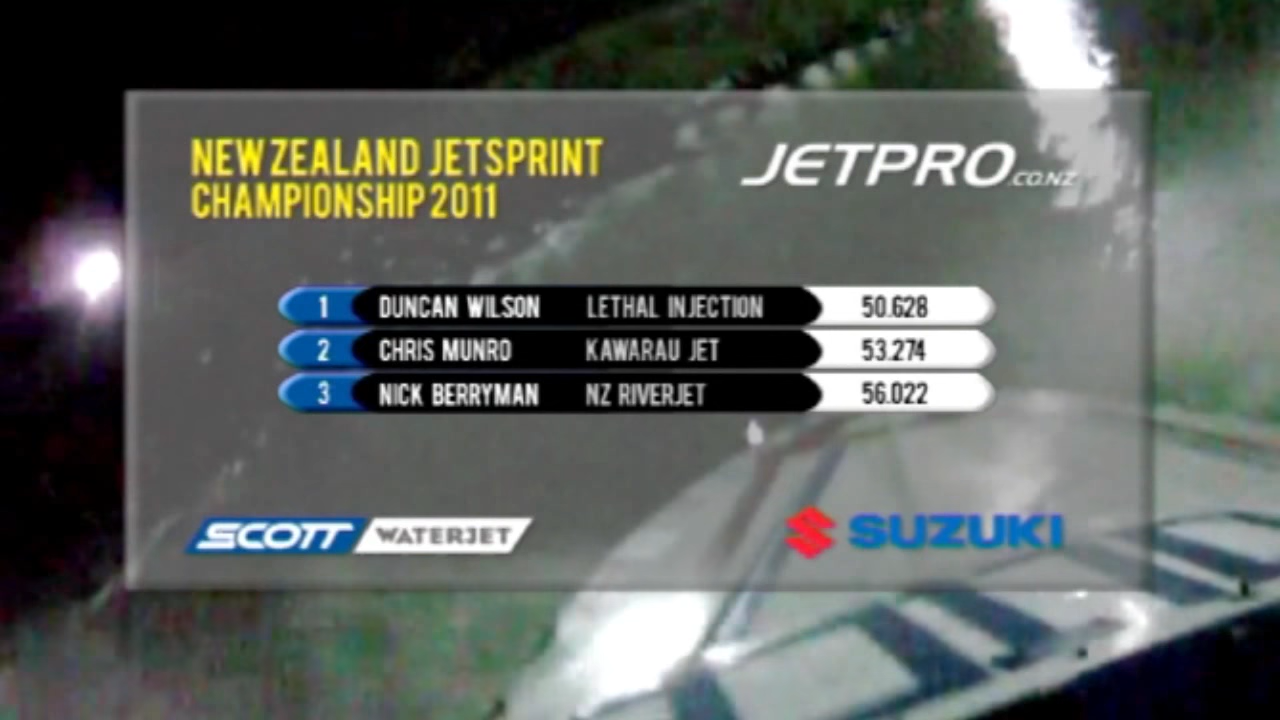 NEW ZEALAND JETSPRINT
CHAMPIONSHIP 2011
JETPRO.CO.NZ
1 DUNCAN WILSON LETHAL INJECTION 50.628
2 CHRIS MUNRO KAWARAU JET 53.274
3 NICK BERRYMAN NZ RIVERJET 56.022
SCOTT WATERJET
SUZUKI